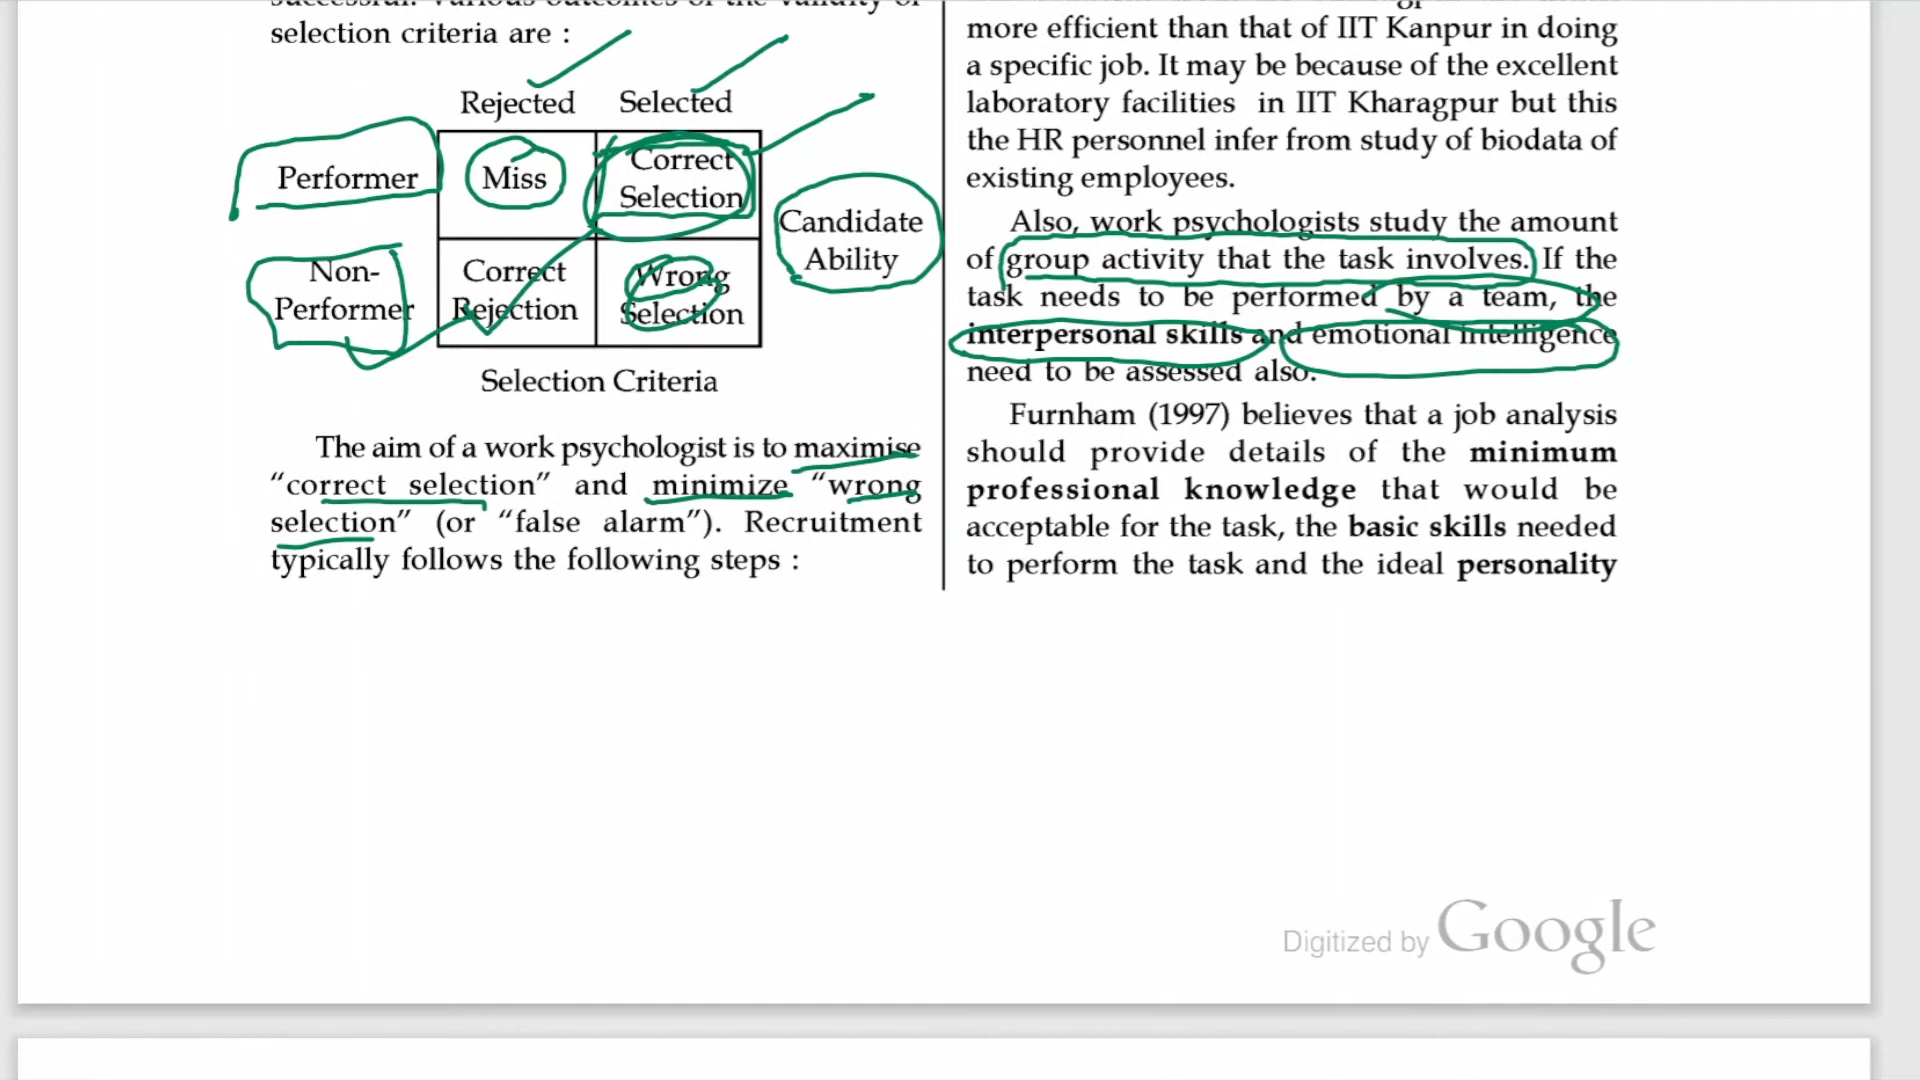 selection criteria are :
Rejected Selected
Performer Miss Correct Selection
Candidate Ability
Non-Performer Correct Rejection Wrong Selection
Selection Criteria
The aim of a work psychologist is to maximise
“correct selection” and minimize “wrong
selection” (or “false alarm”). Recruitment
typically follows the following steps :
more efficient than that of IIT Kanpur in doing
a specific job. It may be because of the excellent
laboratory facilities in IIT Kharagpur but this
the HR personnel infer from study of biodata of
existing employees.
Also, work psychologists study the amount
of group activity that the task involves. If the
task needs to be performed by a team, the
interpersonal skills and emotional intelligence
need to be assessed also.
Furnham (1997) believes that a job analysis
should provide details of the minimum
professional knowledge that would be
acceptable for the task, the basic skills needed
to perform the task and the ideal personality
Digitized by Google